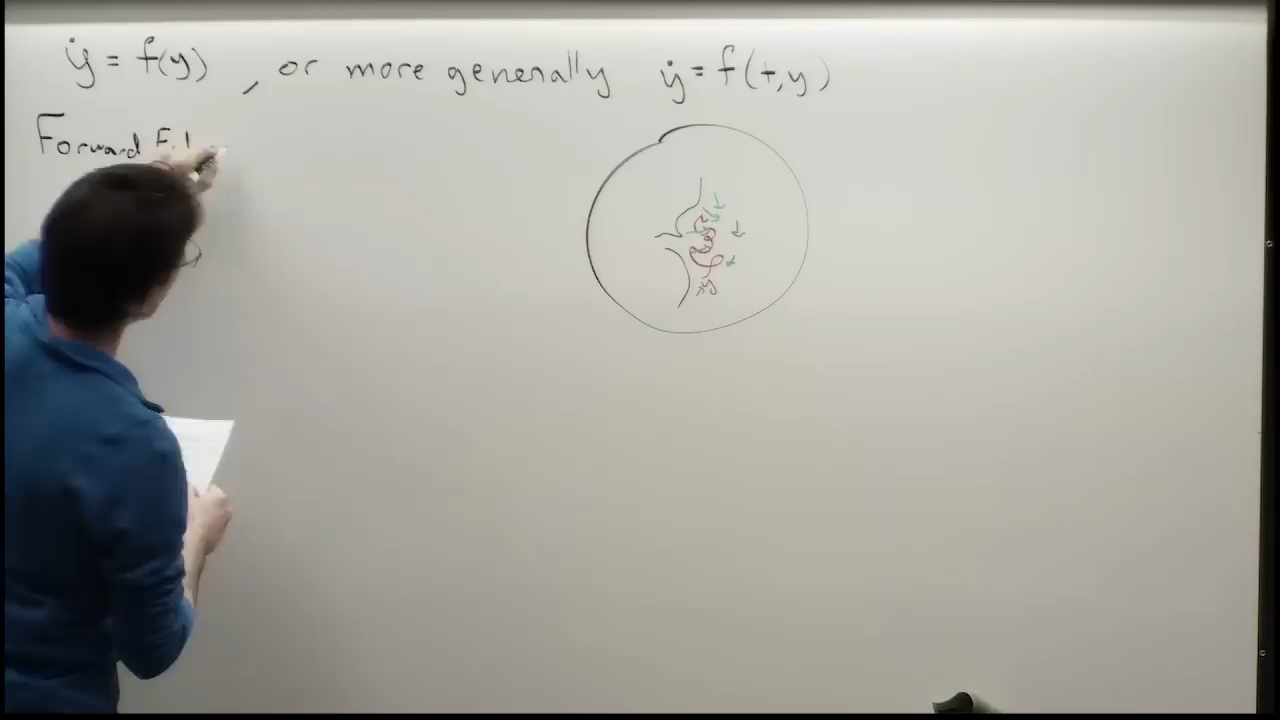 ẏ = f(y) , or more generally ẏ = f(t,y)
Forward